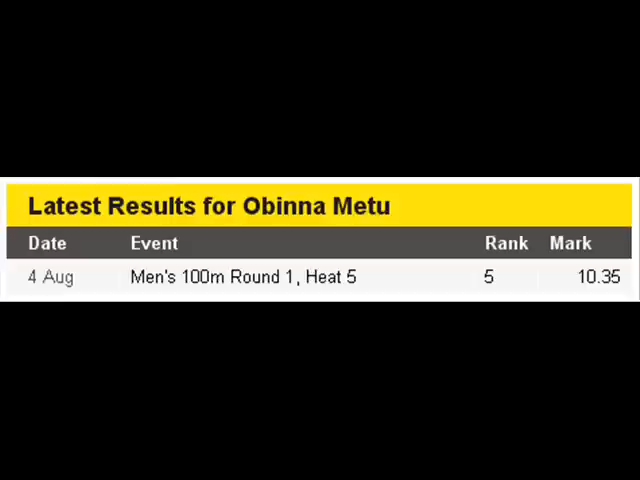 Latest Results for Obinna Metu
Date Event Rank Mark
4 Aug Men's 100m Round 1, Heat 5 5 10.35